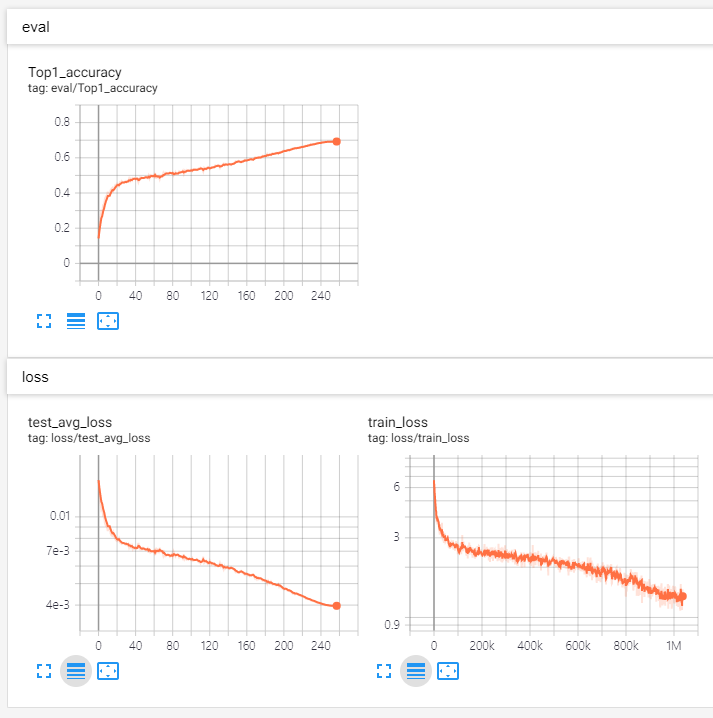 eval
Top1_accuracy
tag: eval/Top1_accuracy
0.8
0.6
0.4
0.2
0
0 40 80 120 160 200 240
loss
test_avg_loss
tag: loss/test_avg_loss
0.01
7e-3
4e-3
0 40 80 120 160 200 240
train_loss
tag: loss/train_loss
6
3
0.9
0 200k 400k 600k 800k 1M